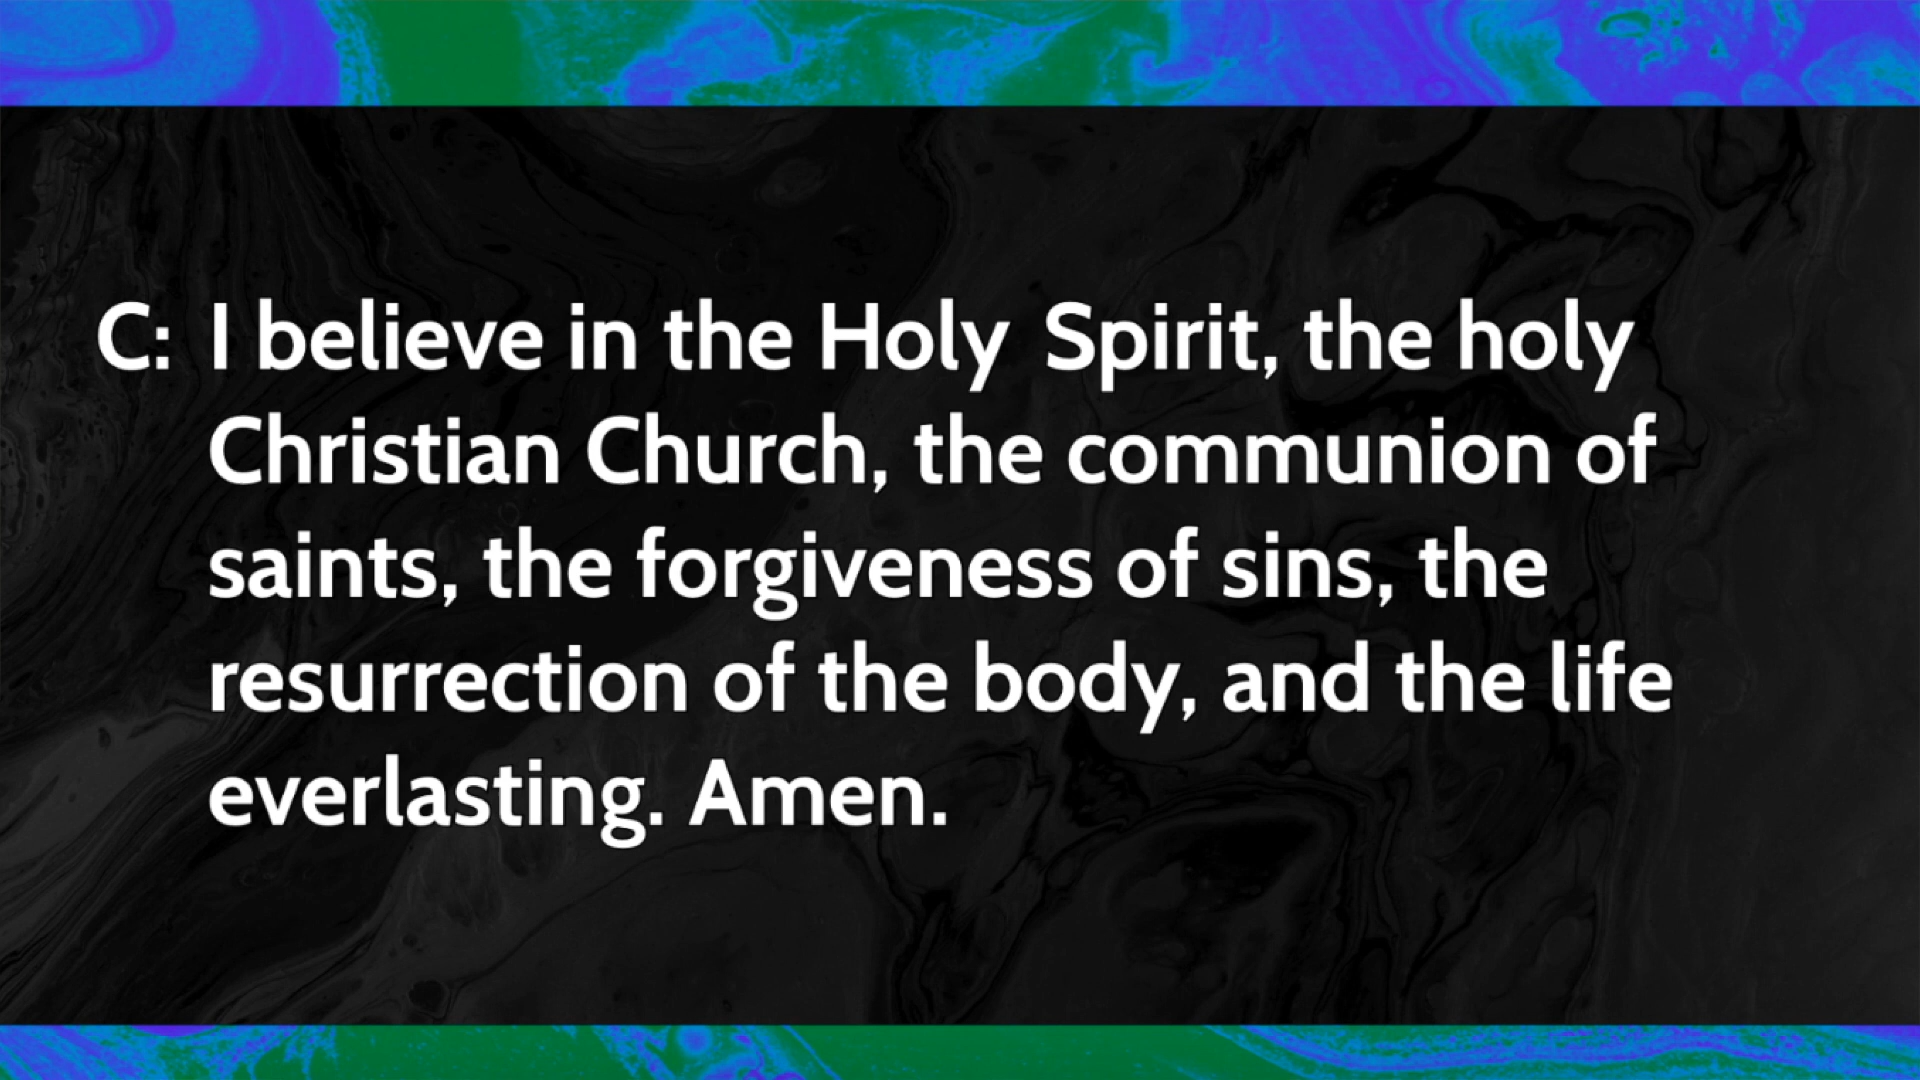 C: I believe in the Holy Spirit, the holy
Christian Church, the communion of
saints, the forgiveness of sins, the
resurrection of the body, and the life
everlasting. Amen.